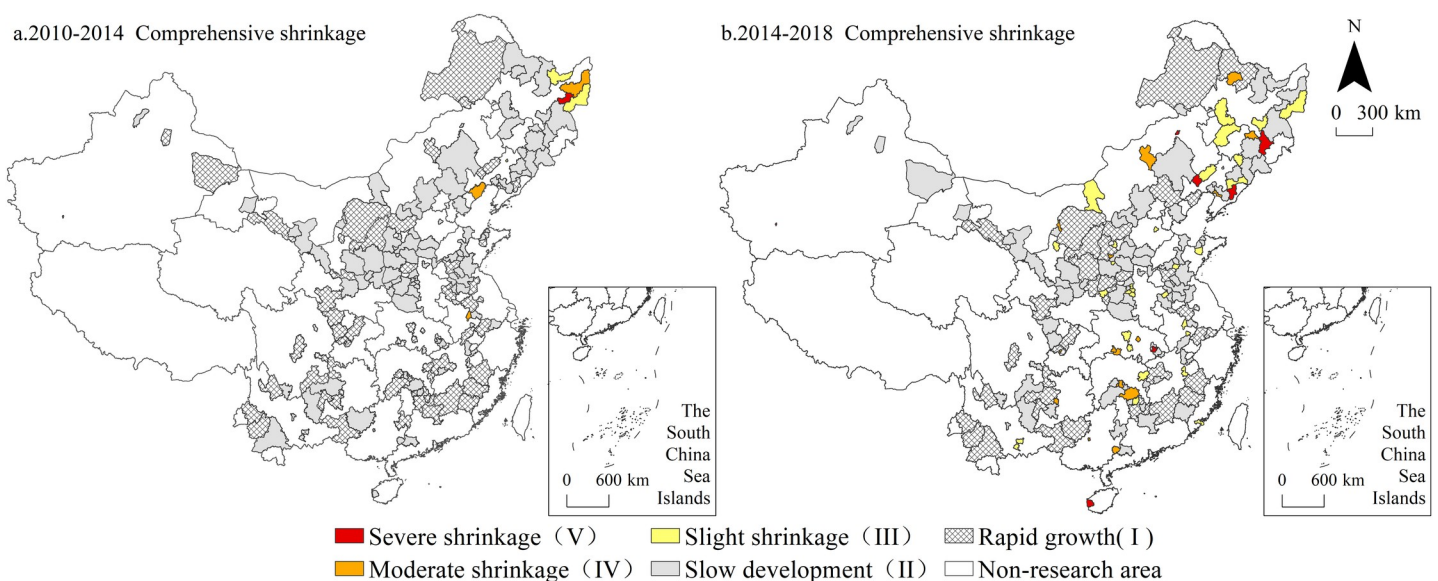 a.2010-2014 Comprehensive shrinkage
b.2014-2018 Comprehensive shrinkage
N
0 300 km
The
South
China
Sea
Islands
0 600 km
The
South
China
Sea
Islands
0 600 km
Severe shrinkage（V）
Slight shrinkage（III）
Rapid growth( I )
Moderate shrinkage（IV）
Slow development（II）
Non-research area